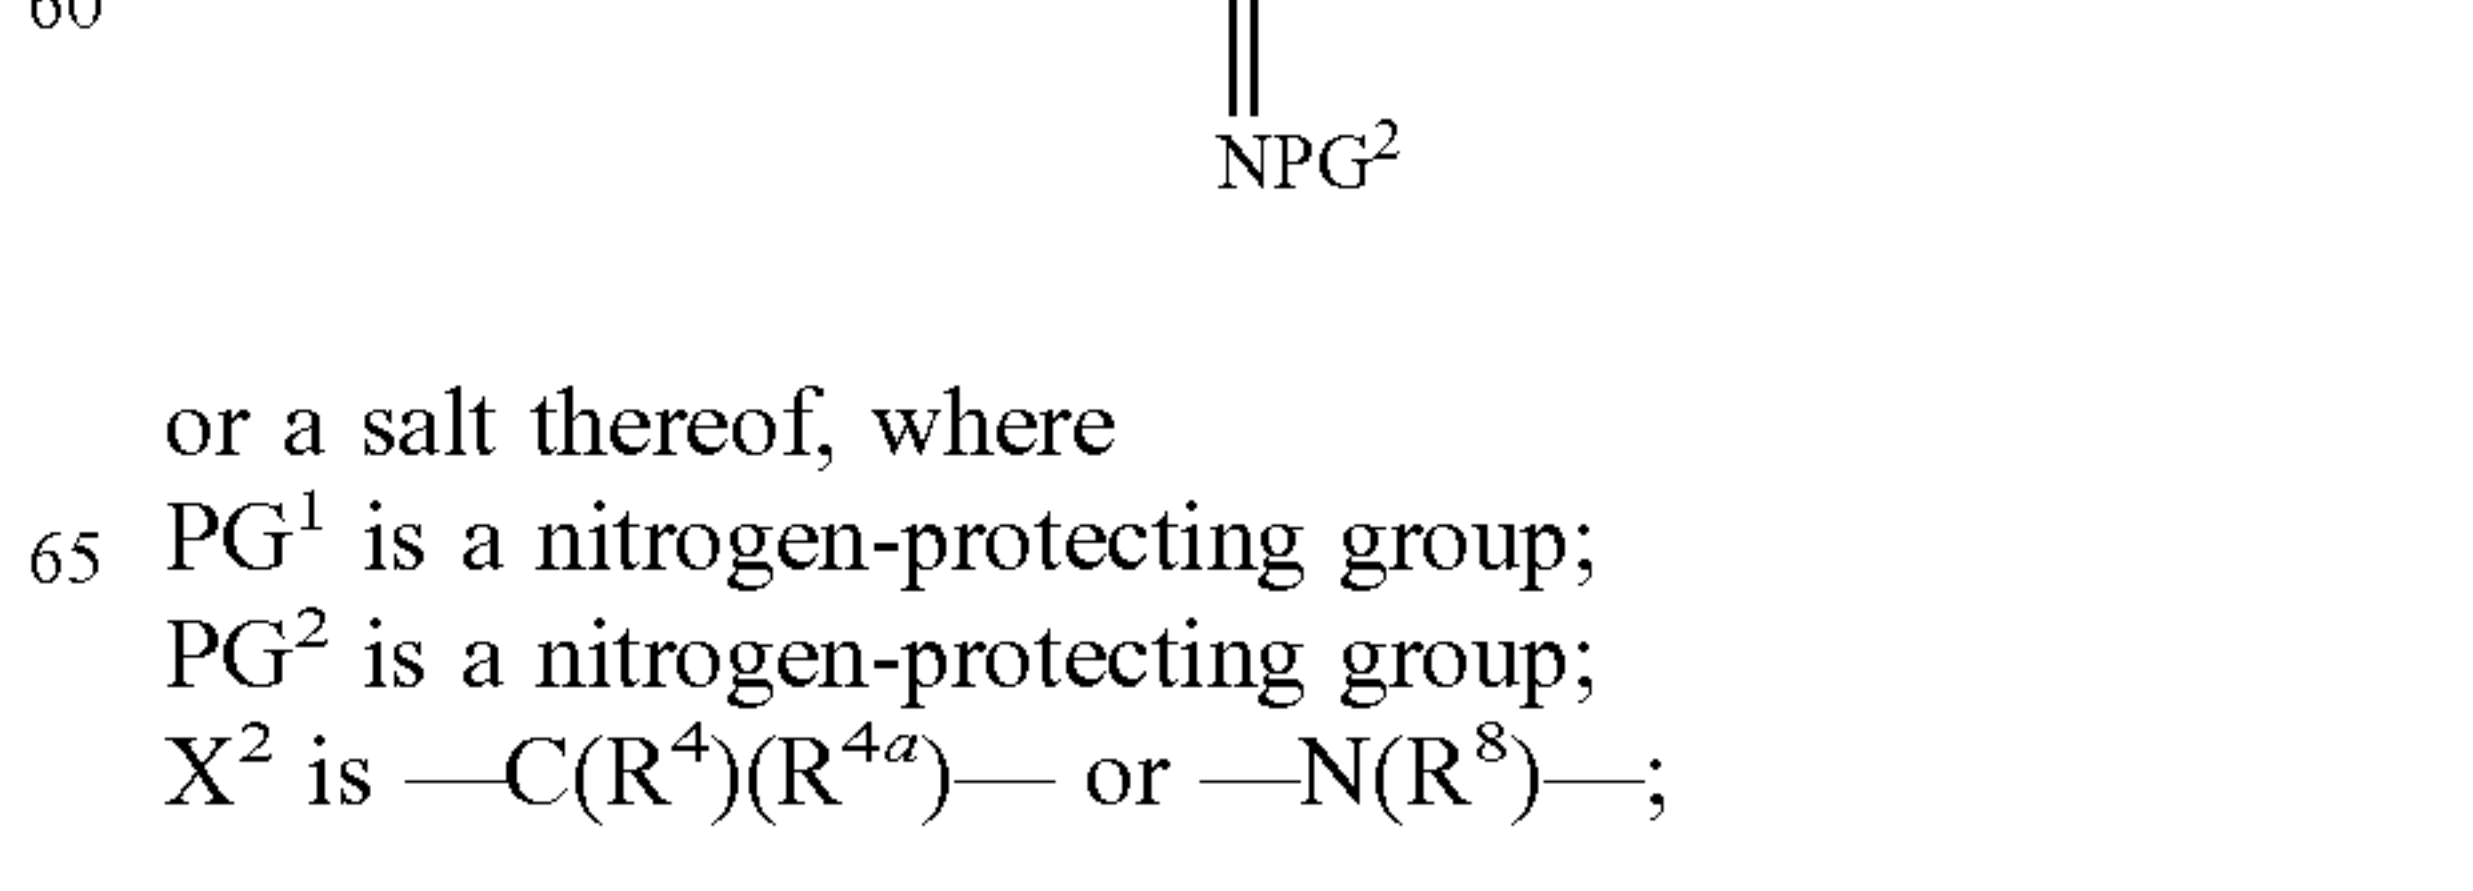 60
NPG²
or a salt thereof, where
65 PG¹ is a nitrogen-protecting group;
PG² is a nitrogen-protecting group;
X² is —C(R⁴)(R⁴ᵃ)— or —N(R⁸)—;